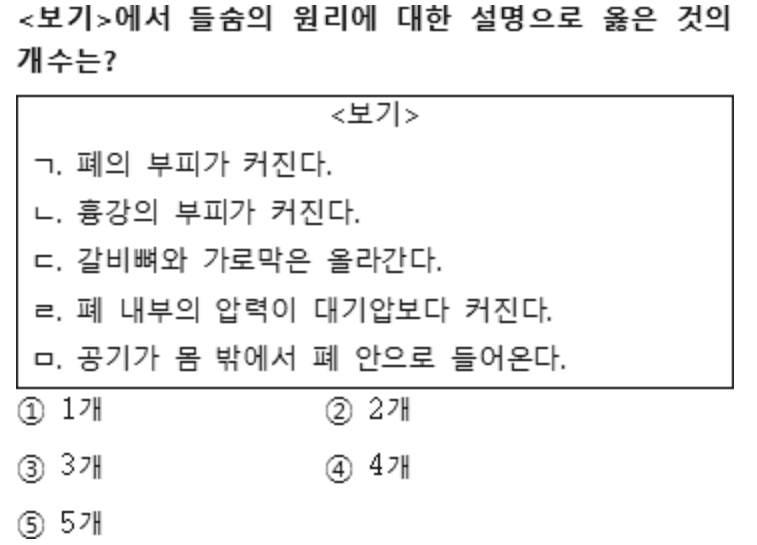 <보기>에서 들숨의 원리에 대한 설명으로 옳은 것의
개수는?
<보기>
ㄱ. 폐의 부피가 커진다.
ㄴ. 흉강의 부피가 커진다.
ㄷ. 갈비뼈와 가로막은 올라간다.
ㄹ. 폐 내부의 압력이 대기압보다 커진다.
ㅁ. 공기가 몸 밖에서 폐 안으로 들어온다.
① 1개 ② 2개
③ 3개 ④ 4개
⑤ 5개